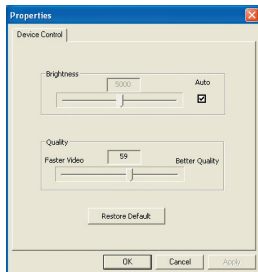 Properties
Device Control
Brightness
5000
Auto
Quality
Faster Video
59
Better Quality
Restore Default
OK
Cancel
Apply